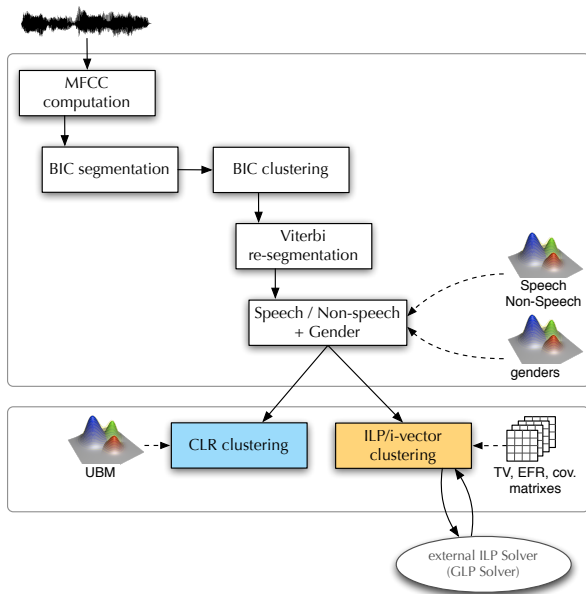 MFCC
computation
BIC segmentation
BIC clustering
Viterbi
re-segmentation
Speech
Non-Speech
Speech / Non-speech
+ Gender
genders
CLR clustering
ILP/i-vector
clustering
UBM
TV, EFR, cov.
matrixes
external ILP Solver
(GLP Solver)